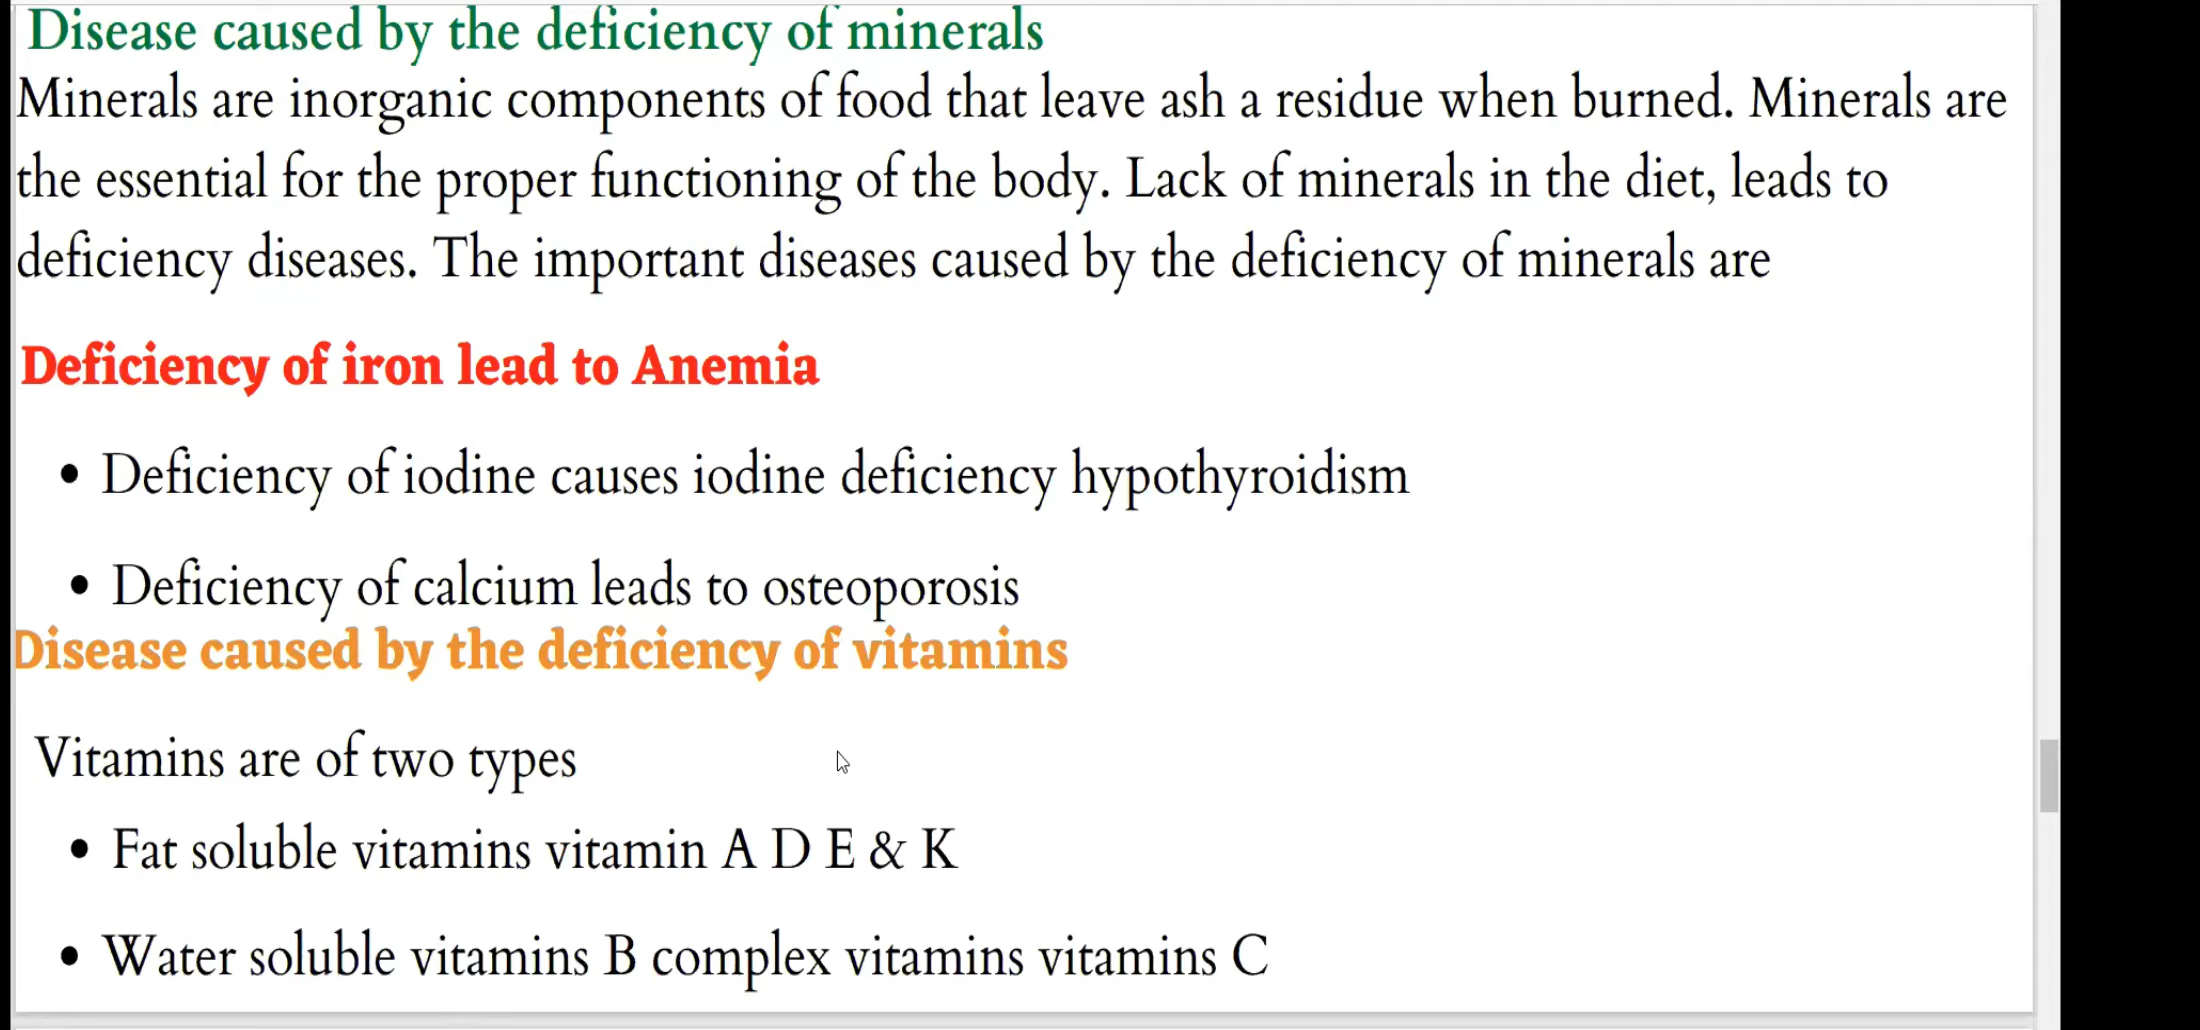 Disease caused by the deficiency of minerals
Minerals are inorganic components of food that leave ash a residue when burned. Minerals are
the essential for the proper functioning of the body. Lack of minerals in the diet, leads to
deficiency diseases. The important diseases caused by the deficiency of minerals are
Deficiency of iron lead to Anemia
• Deficiency of iodine causes iodine deficiency hypothyroidism
• Deficiency of calcium leads to osteoporosis
Disease caused by the deficiency of vitamins
Vitamins are of two types
• Fat soluble vitamins vitamin A D E & K
• Water soluble vitamins B complex vitamins vitamins C